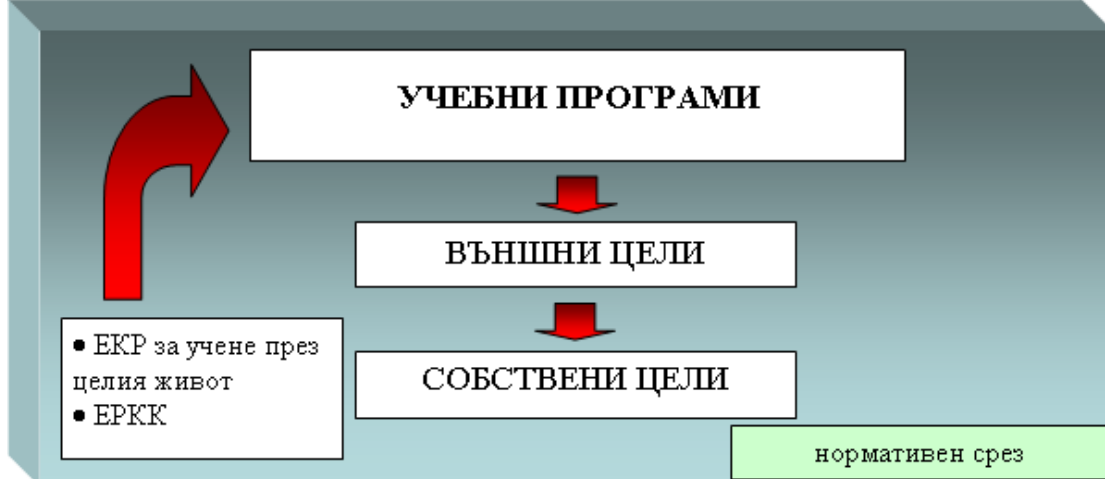 УЧЕБНИ ПРОГРАМИ
ВЪНШНИ ЦЕЛИ
СОБСТВЕНИ ЦЕЛИ
● ЕКР за учене през
целия живот
● ЕРКК
нормативен срез